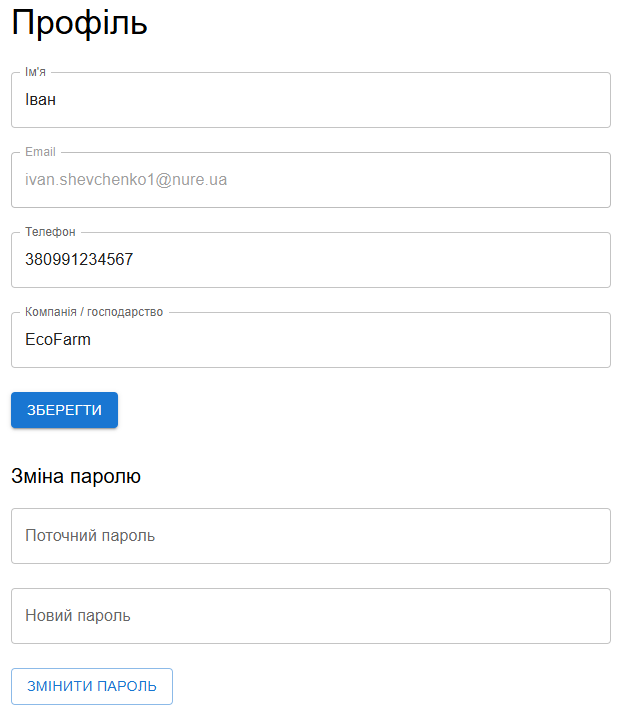 Профіль
Ім'я
Іван
Email
ivan.shevchenko1@nure.ua
Телефон
380991234567
Компанія / господарство
EcoFarm
ЗБЕРЕГТИ
Зміна паролю
Поточний пароль
Новий пароль
ЗМІНИТИ ПАРОЛЬ